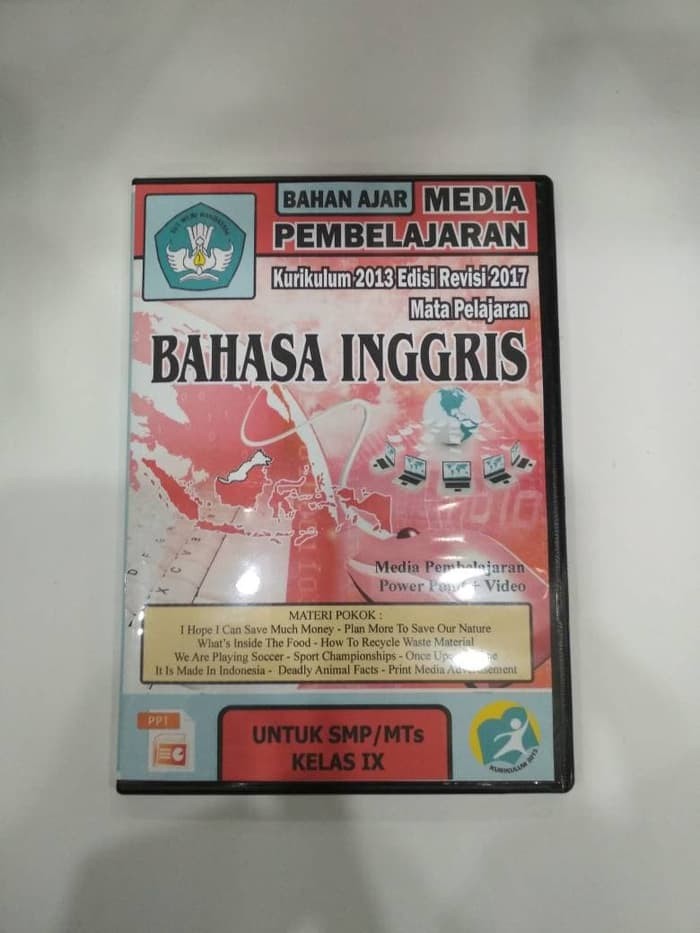 BAHAN AJAR MEDIA
PEMBELAJARAN
TUT WURI HANDAYANI
Kurikulum 2013 Edisi Revisi 2017
Mata Pelajaran
BAHASA INGGRIS
Media Pembelajaran
Power Point + Video
MATERI POKOK :
I Hope I Can Save Much Money - Plan More To Save Our Nature
What's Inside The Food - How To Recycle Waste Material
We Are Playing Soccer - Sport Championships - Once
It Is Made In Indonesia - Deadly Animal Facts - Print Media Advertisement
PPT
UNTUK SMP/MTs
KELAS IX
KURIKULUM 2013